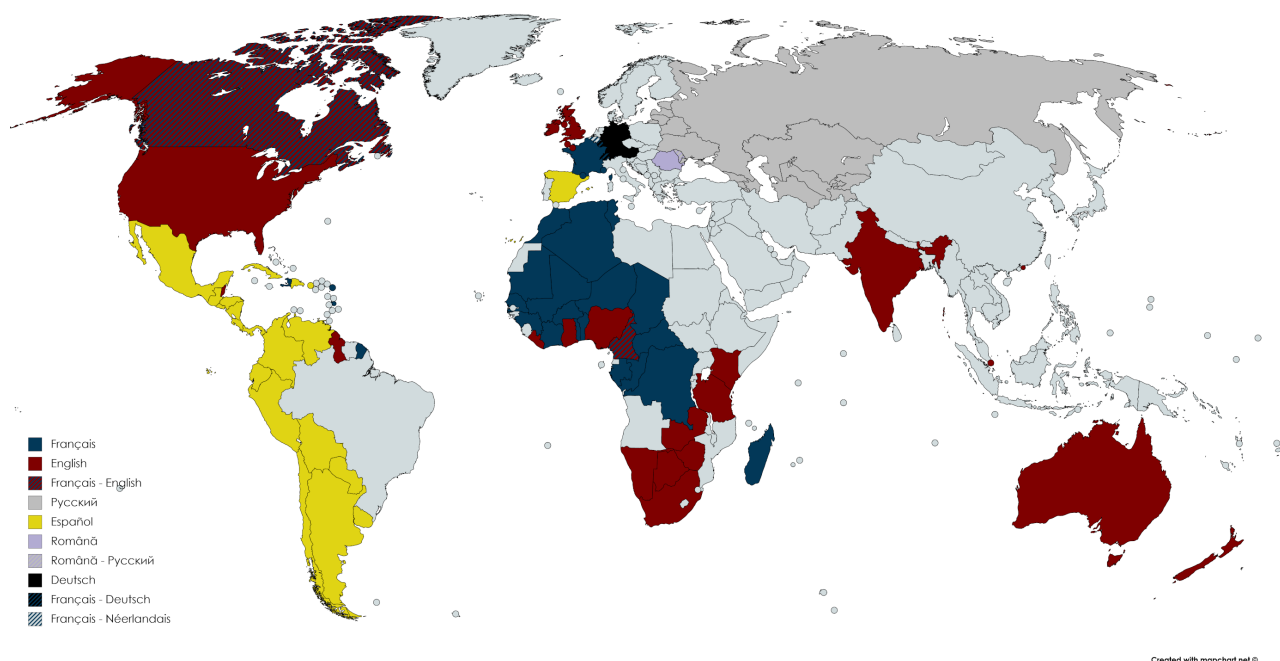 Français
English
Français - English
Русский
Español
Română
Română - Русский
Deutsch
Français - Deutsch
Français - Néerlandais
Created with mapchart.net ©